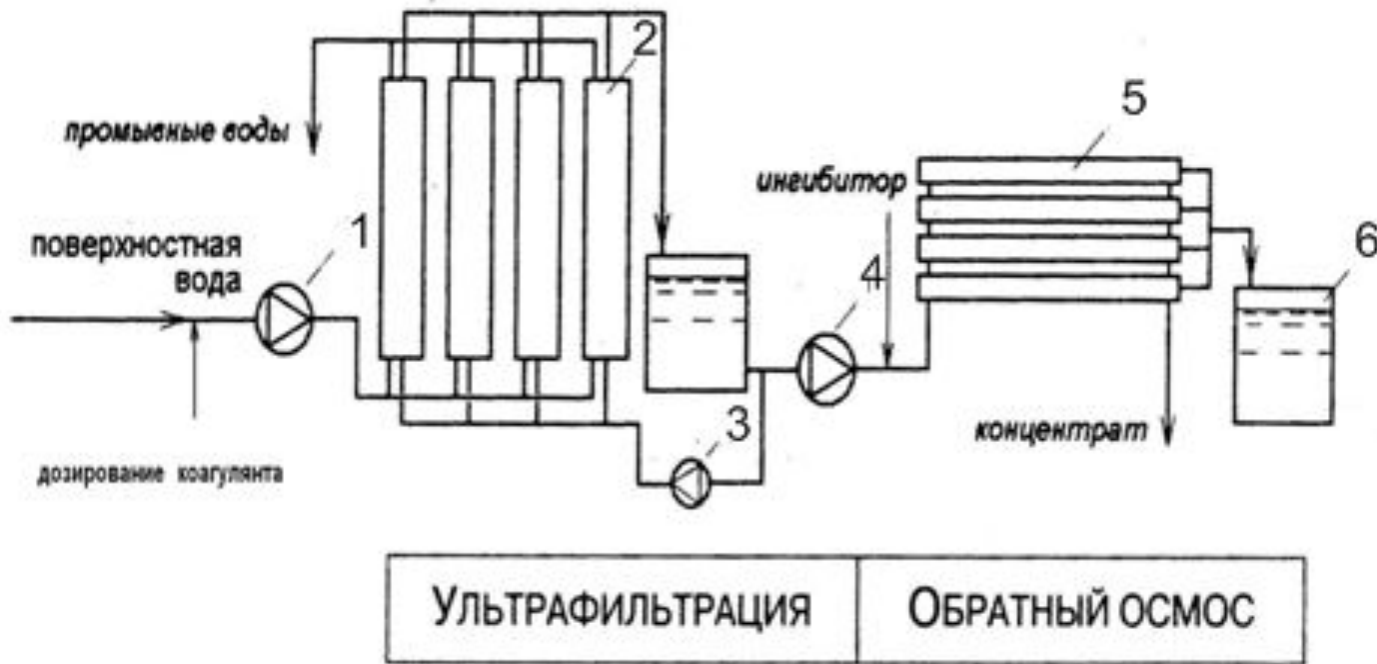 2
промывные воды
5
ингибитор
1
поверхностная
вода
4
6
3
концентрат
дозирование коагулянта
УЛЬТРАФИЛЬТРАЦИЯ
ОБРАТНЫЙ ОСМОС